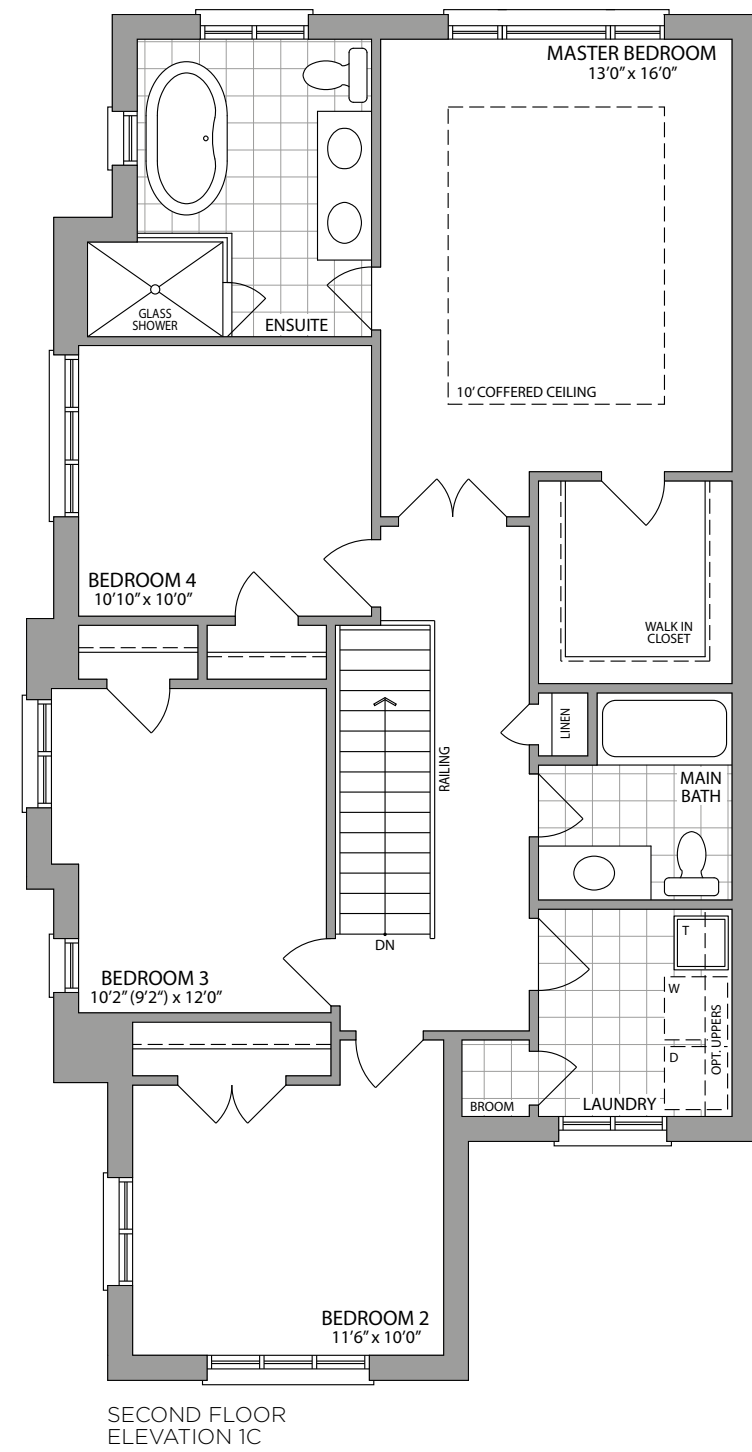 MASTER BEDROOM
13'0" x 16'0"
GLASS
SHOWER
ENSUITE
10' COFFERED CEILING
BEDROOM 4
10'10" x 10'0"
WALK IN
CLOSET
LINEN
RAILING
MAIN
BATH
DN
T
BEDROOM 3
10'2" (9'2") x 12'0"
W
D
OPT. UPPERS
BROOM
LAUNDRY
BEDROOM 2
11'6" x 10'0"
SECOND FLOOR
ELEVATION 1C